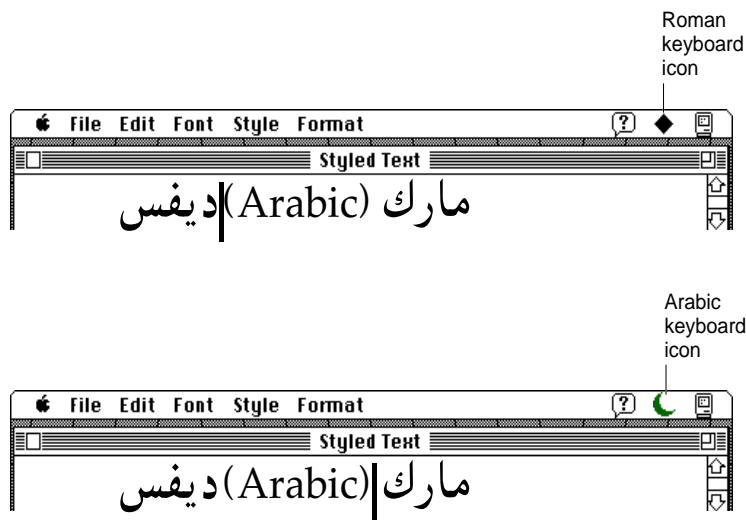 Roman
keyboard
icon
File Edit Font Style Format
Styled Text
مارك (Arabic) ديفس
Arabic
keyboard
icon
File Edit Font Style Format
Styled Text
مارك (Arabic) ديفس